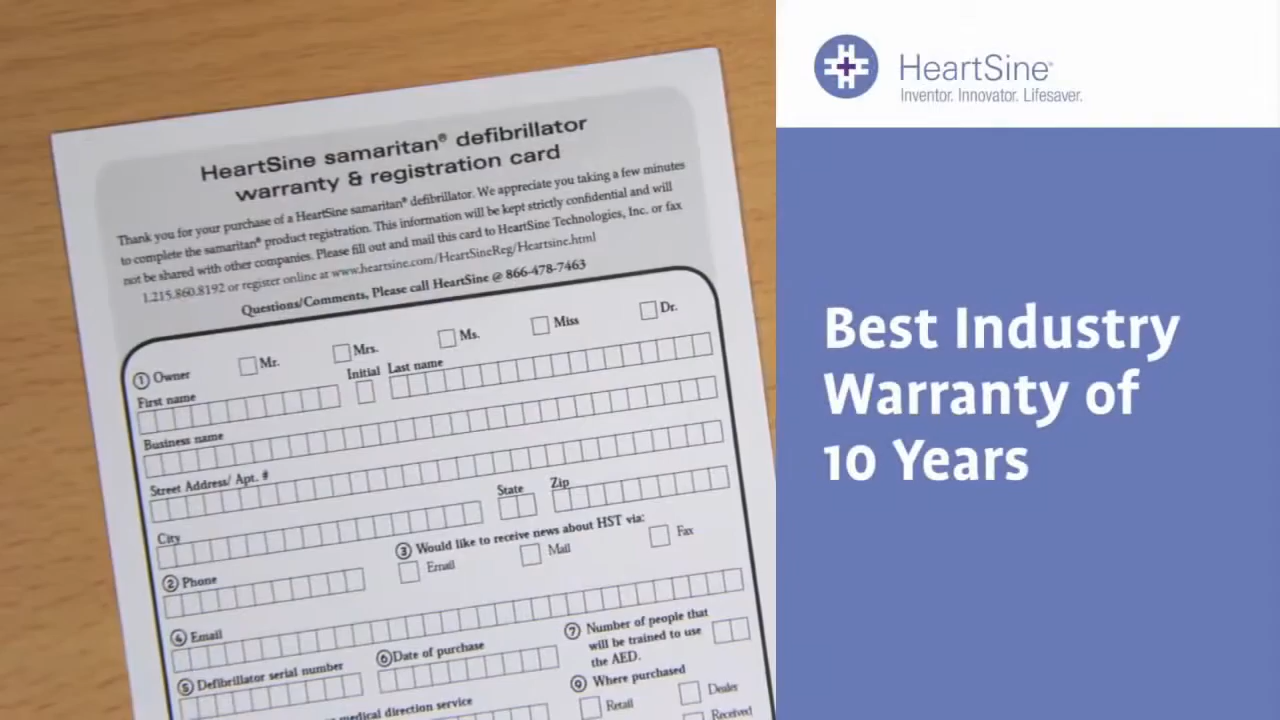 HeartSine samaritan® defibrillator
warranty & registration card
Thank you for your purchase of a HeartSine samaritan® defibrillator. We appreciate you taking a few minutes
to complete the samaritan® product registration. This information will be kept strictly confidential and will
not be shared with other companies. Please fill out and mail this card to HeartSine Technologies, Inc. or fax
1.215.860.8192 or register online at www.heartsine.com/HeartSineReg/Heartsine.html
Questions/Comments, Please call HeartSine @ 866-478-7463
① Owner Mr. Mrs. Ms. Miss Dr.
First name Initial Last name
Business name
Street Address/ Apt. #
City State Zip
② Phone ③ Would like to receive news about HST via:
Email Mail Fax
④ Email
⑤ Defibrillator serial number ⑥ Date of purchase ⑦ Number of people that
will be trained to use
the AED.
medical direction service ⑨ Where purchased
Retail Dealer
Received
HeartSine®
Inventor. Innovator. Lifesaver.
Best Industry
Warranty of
10 Years